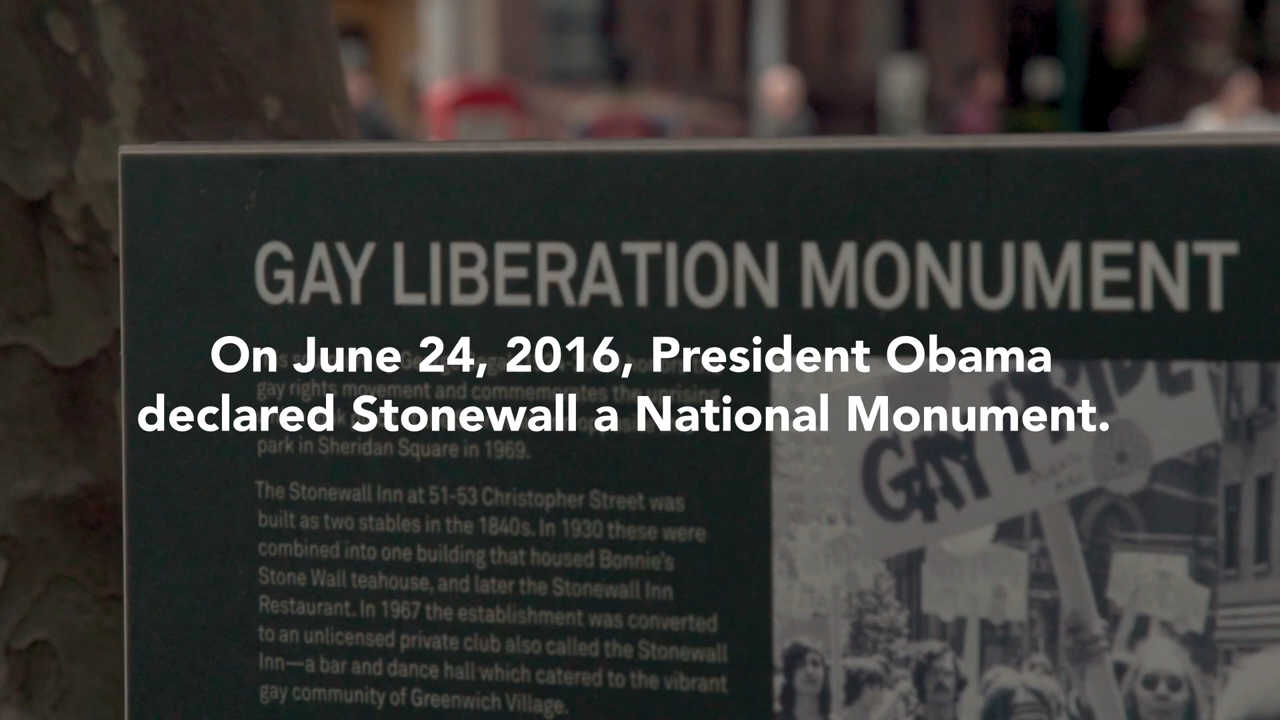 GAY LIBERATION MONUMENT
On June 24, 2016, President Obama
gay rights movement and commemorates the uprising
declared Stonewall a National Monument.
park in Sheridan Square in 1969.
The Stonewall Inn at 51-53 Christopher Street was
built as two stables in the 1840s. In 1930 these were
combined into one building that housed Bonnie's
Stone Wall teahouse, and later the Stonewall Inn
Restaurant. In 1967 the establishment was converted
to an unlicensed private club also called the Stonewall
Inn—a bar and dance hall which catered to the vibrant
gay community of Greenwich Village.
GAY PRIDE